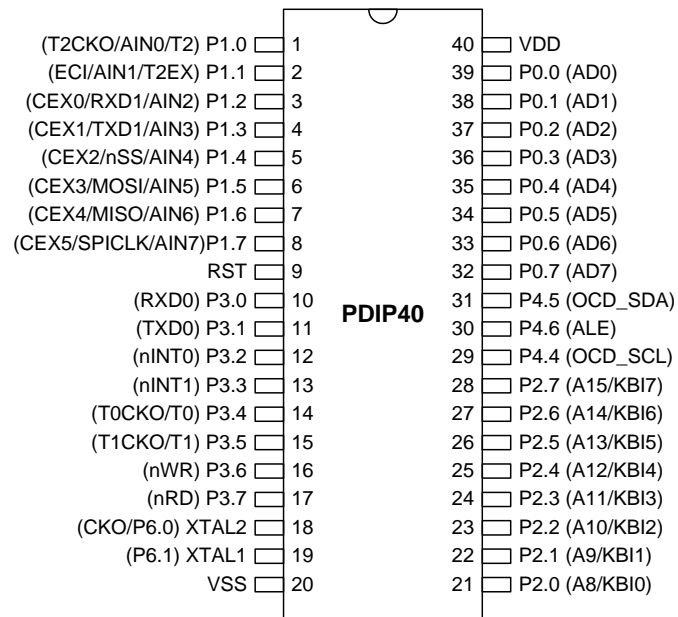 (T2CKO/AIN0/T2) P1.0 1 40 VDD
(ECI/AIN1/T2EX) P1.1 2 39 P0.0 (AD0)
(CEX0/RXD1/AIN2) P1.2 3 38 P0.1 (AD1)
(CEX1/TXD1/AIN3) P1.3 4 37 P0.2 (AD2)
(CEX2/nSS/AIN4) P1.4 5 36 P0.3 (AD3)
(CEX3/MOSI/AIN5) P1.5 6 35 P0.4 (AD4)
(CEX4/MISO/AIN6) P1.6 7 34 P0.5 (AD5)
(CEX5/SPICLK/AIN7)P1.7 8 33 P0.6 (AD6)
RST 9 32 P0.7 (AD7)
(RXD0) P3.0 10 PDIP40 31 P4.5 (OCD_SDA)
(TXD0) P3.1 11 30 P4.6 (ALE)
(nINT0) P3.2 12 29 P4.4 (OCD_SCL)
(nINT1) P3.3 13 28 P2.7 (A15/KBI7)
(T0CKO/T0) P3.4 14 27 P2.6 (A14/KBI6)
(T1CKO/T1) P3.5 15 26 P2.5 (A13/KBI5)
(nWR) P3.6 16 25 P2.4 (A12/KBI4)
(nRD) P3.7 17 24 P2.3 (A11/KBI3)
(CKO/P6.0) XTAL2 18 23 P2.2 (A10/KBI2)
(P6.1) XTAL1 19 22 P2.1 (A9/KBI1)
VSS 20 21 P2.0 (A8/KBI0)